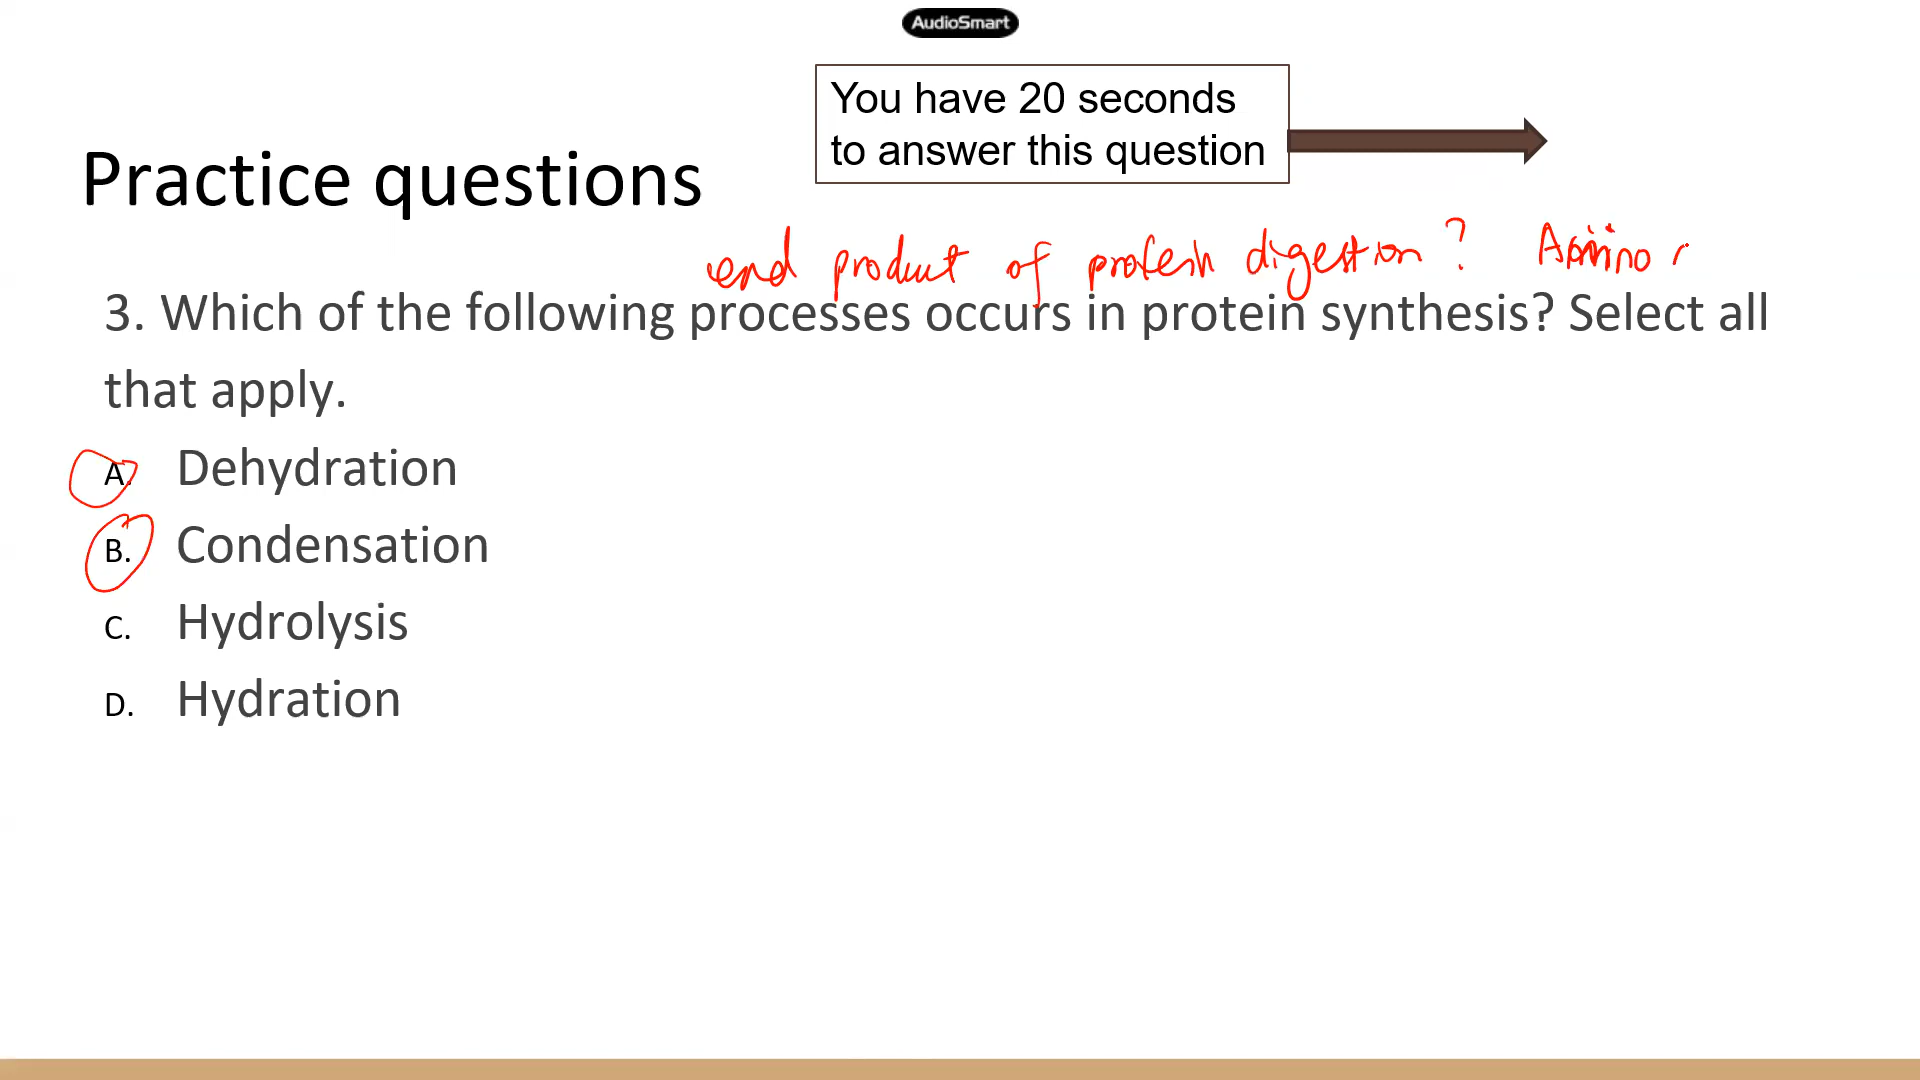 AudioSmart
You have 20 seconds
to answer this question
Practice questions
end product of protein digestion? Amino
3. Which of the following processes occurs in protein synthesis? Select all
that apply.
A. Dehydration
B. Condensation
C. Hydrolysis
D. Hydration